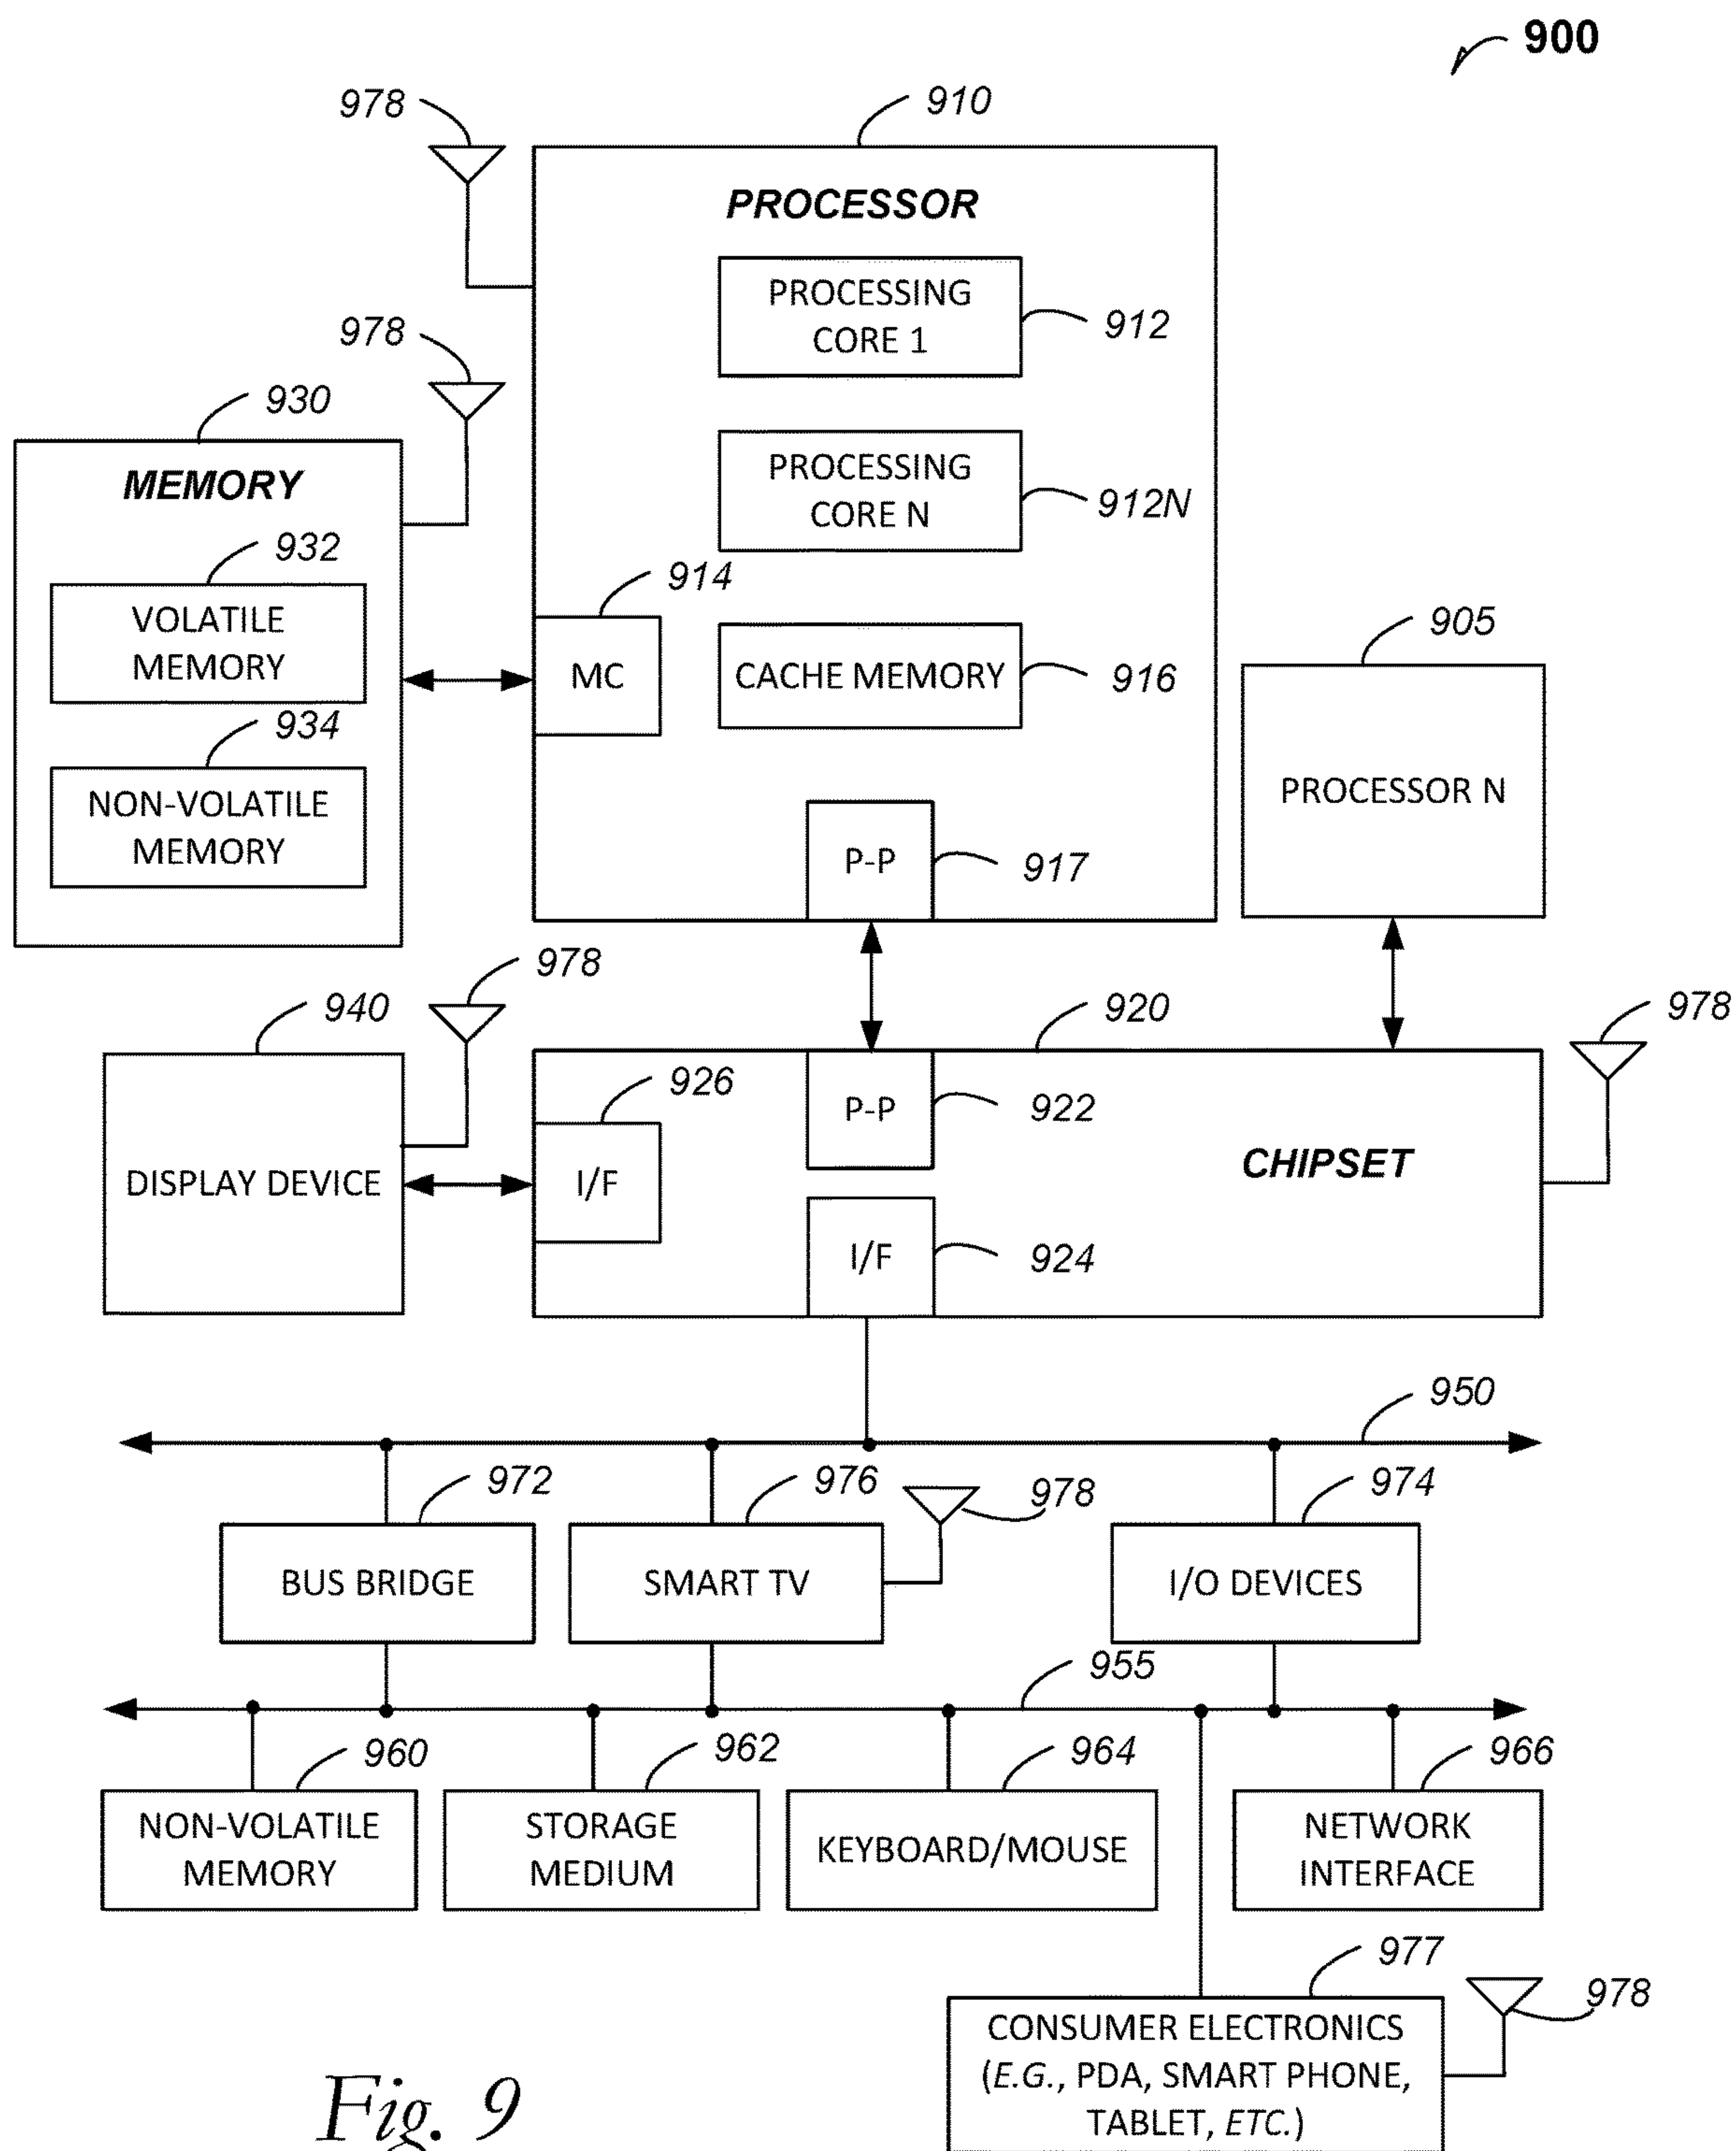 900
978
910
PROCESSOR
PROCESSING
CORE 1
912
978
930
MEMORY
PROCESSING
CORE N
912N
932
VOLATILE
MEMORY
914
MC
CACHE MEMORY
916
905
PROCESSOR N
934
NON-VOLATILE
MEMORY
P-P
917
978
940
DISPLAY DEVICE
920
978
926
I/F
P-P
922
CHIPSET
I/F
924
950
972
976
978
974
BUS BRIDGE
SMART TV
I/O DEVICES
955
960
962
964
966
NON-VOLATILE
MEMORY
STORAGE
MEDIUM
KEYBOARD/MOUSE
NETWORK
INTERFACE
977
978
CONSUMER ELECTRONICS
(E.G., PDA, SMART PHONE,
TABLET, ETC.)
Fig. 9